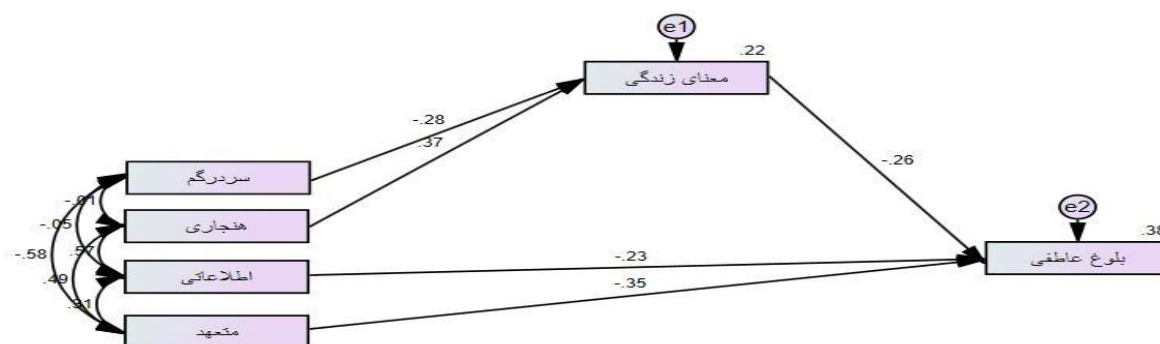 e1
.22
معنای زندگی
-.28
.37
-.26
سردرگم
-.01
هنجاری
-.05
e2
.38
-.58
.57
اطلاعاتی
-.23
بلوغ عاطفی
.49
-.35
.31
متعهد